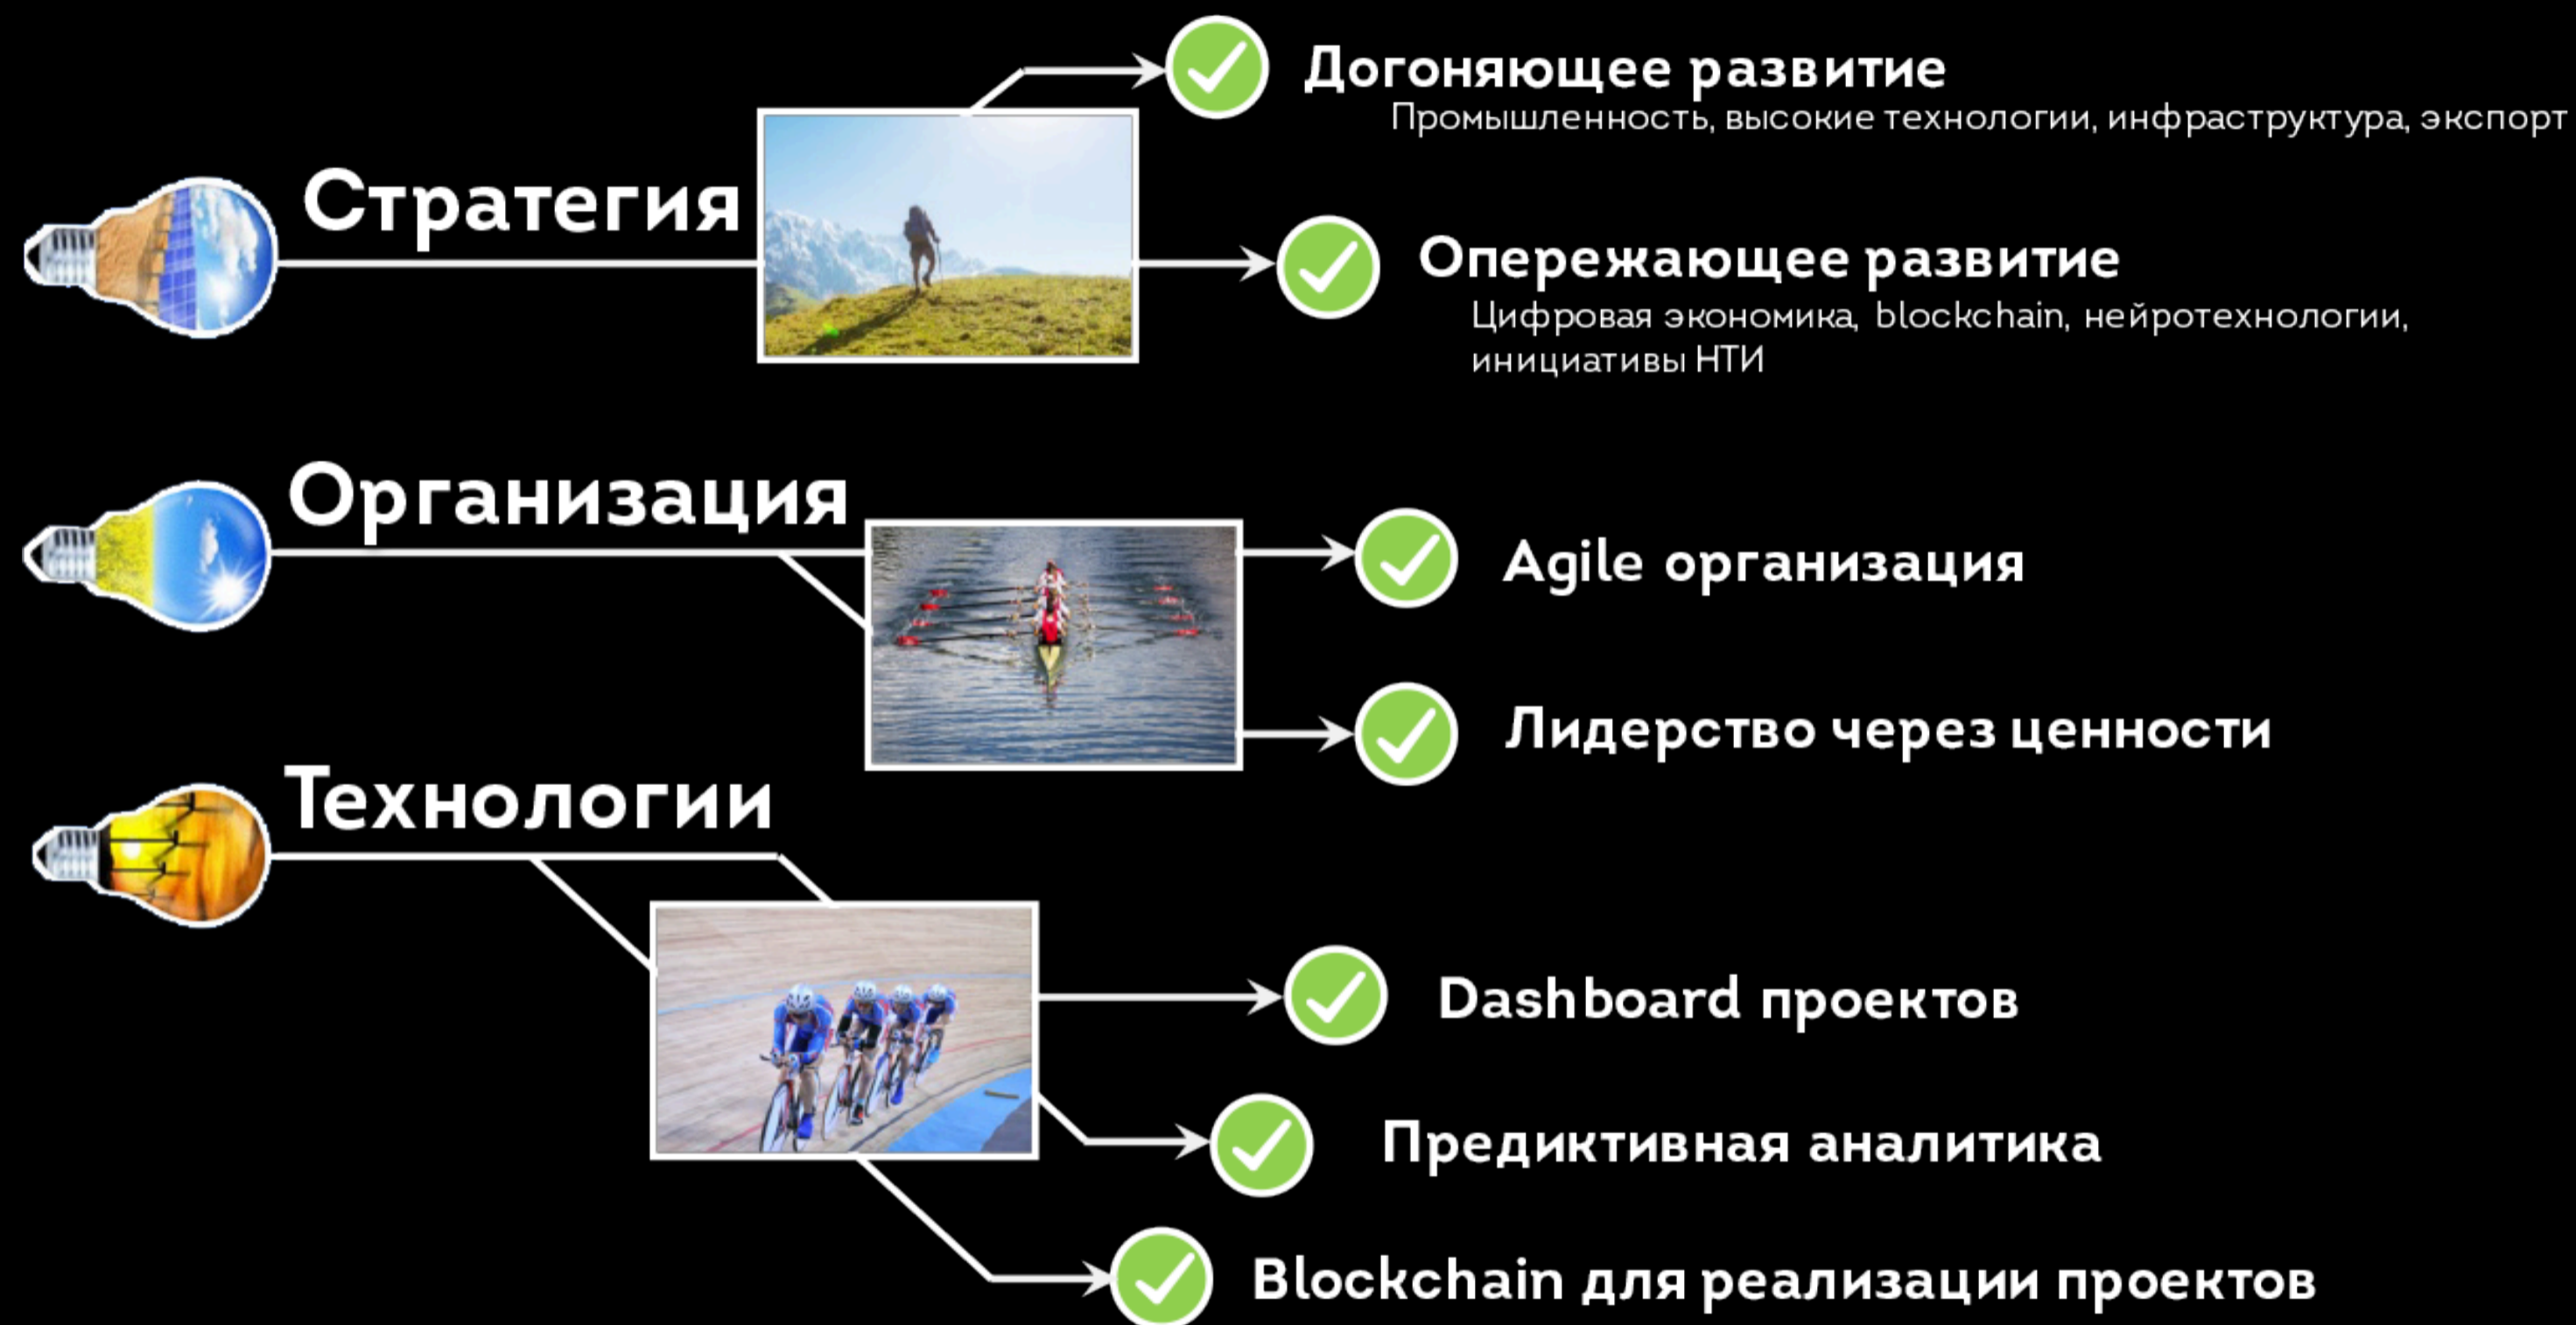 Стратегия
Догоняющее развитие
Промышленность, высокие технологии, инфраструктура, экспорт
Опережающее развитие
Цифровая экономика, blockchain, нейротехнологии,
инициативы НТИ
Организация
Agile организация
Лидерство через ценности
Технологии
Dashboard проектов
Предиктивная аналитика
Blockchain для реализации проектов